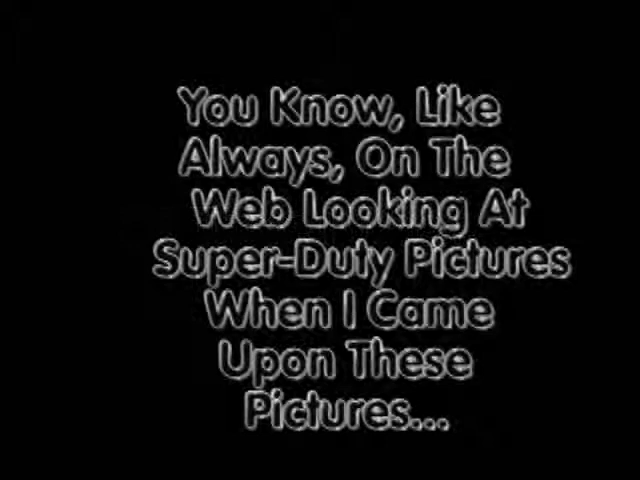 You Know, Like
Always, On The
Web Looking At
Super-Duty Pictures
When I Came
Upon These
Pictures...